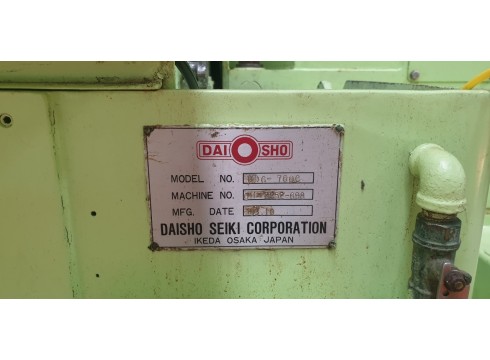 DAI SHO
MODEL NO.
MACHINE NO.
MFG. DATE
DAISHO SEIKI CORPORATION
IKEDA OSAKA JAPAN